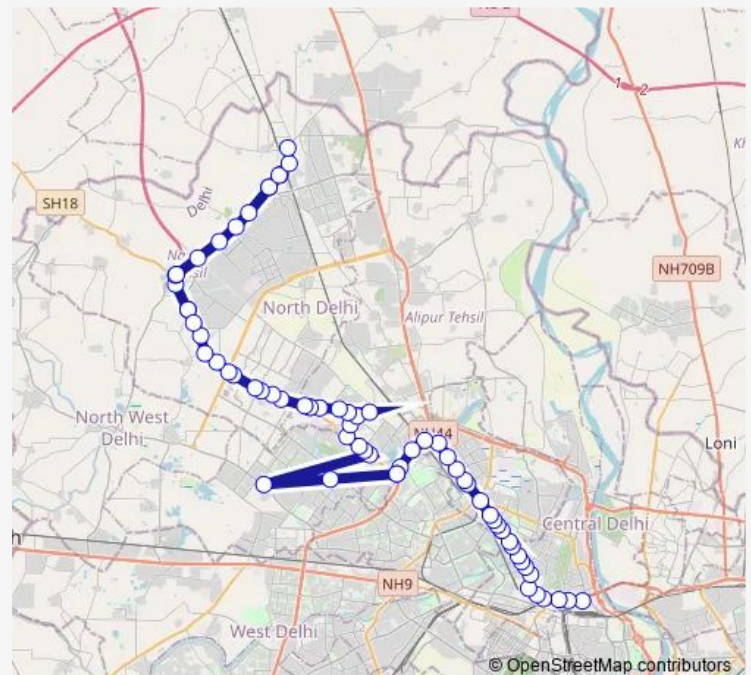 1
2
SH18
Delhi
NH709B
North Delhi
Alipur Tehsil
North West
Delhi
NH44
Loni
Central Delhi
NH9
West Delhi
© OpenStreetMap contributors